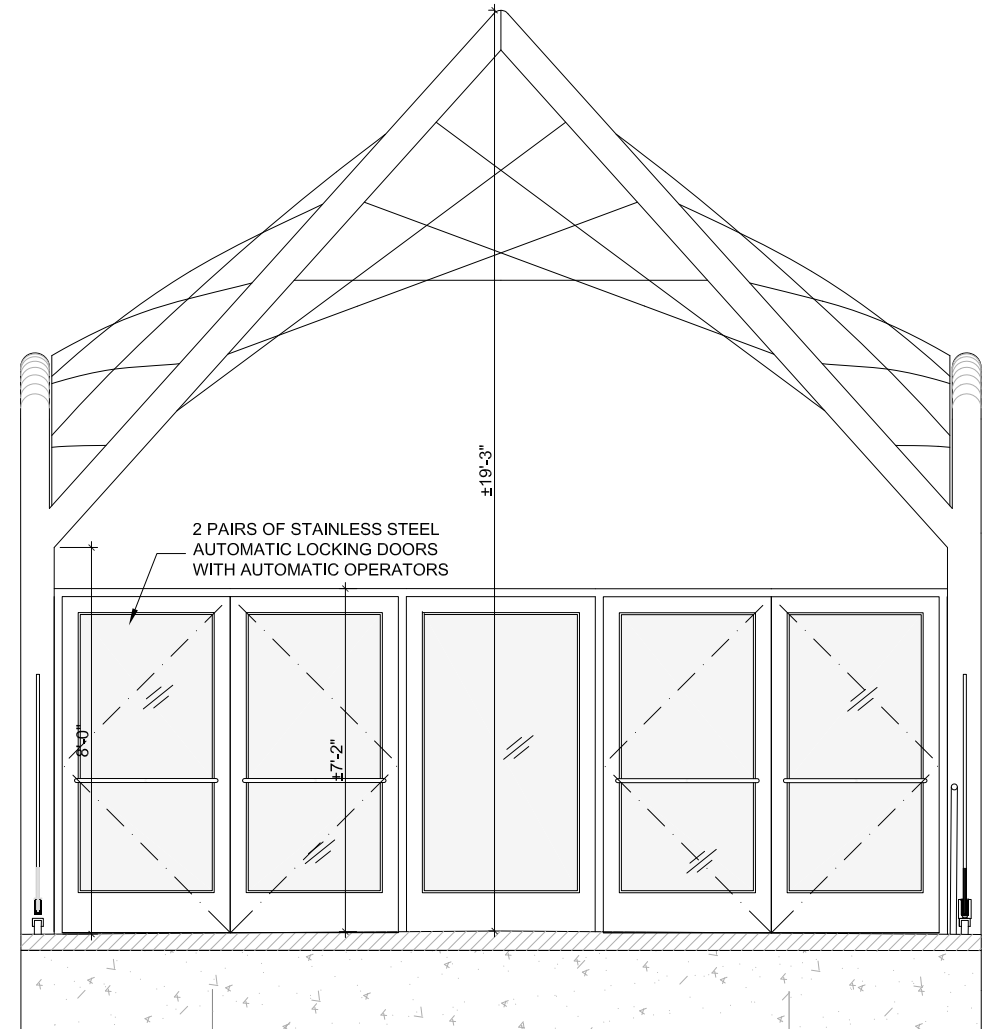 ±19'-3"
2 PAIRS OF STAINLESS STEEL
AUTOMATIC LOCKING DOORS
WITH AUTOMATIC OPERATORS
8'-0"
±7'-2"